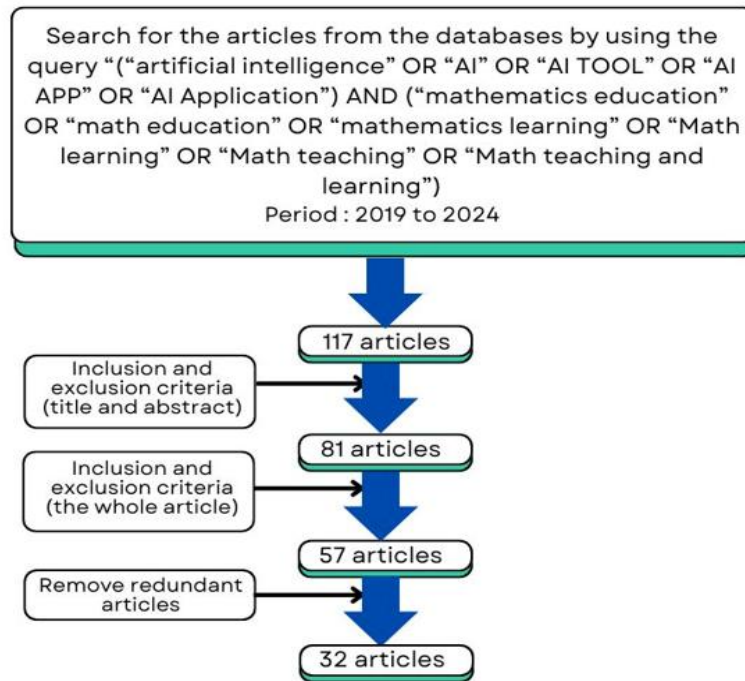 Search for the articles from the databases by using the
query “(“artificial intelligence” OR “AI” OR “AI TOOL” OR “AI
APP” OR “AI Application”) AND (“mathematics education”
OR “math education” OR “mathematics learning” OR “Math
learning” OR “Math teaching” OR “Math teaching and
learning”)
Period : 2019 to 2024
117 articles
Inclusion and
exclusion criteria
(title and abstract)
81 articles
Inclusion and
exclusion criteria
(the whole article)
57 articles
Remove redundant
articles
32 articles